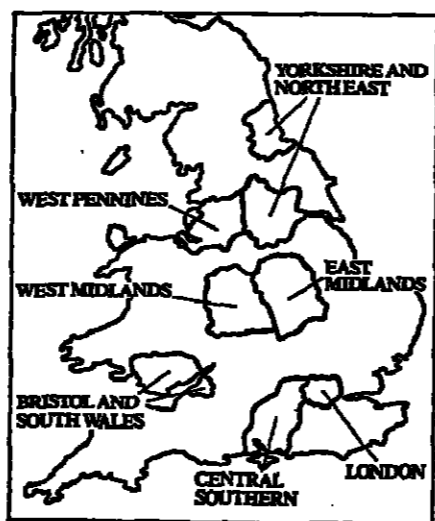 YORKSHIRE AND
NORTH EAST
WEST PENNINES
WEST MIDLANDS
EAST
MIDLANDS
BRISTOL AND
SOUTH WALES
CENTRAL
SOUTHERN
LONDON